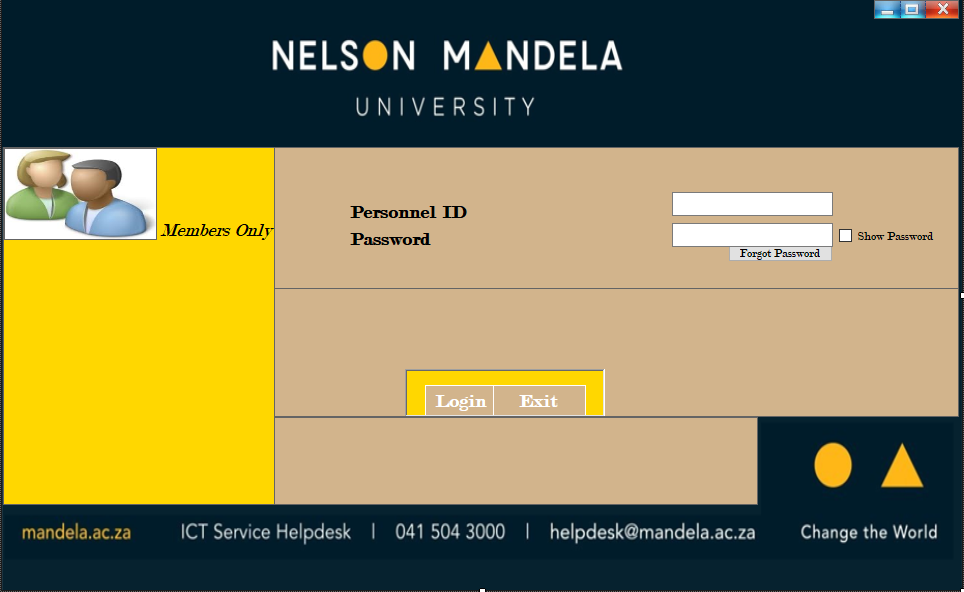 NELSON MANDELA
UNIVERSITY
Members Only
Personnel ID
Password
Show Password
Forgot Password
Login Exit
mandela.ac.za ICT Service Helpdesk | 041 504 3000 | helpdesk@mandela.ac.za Change the World